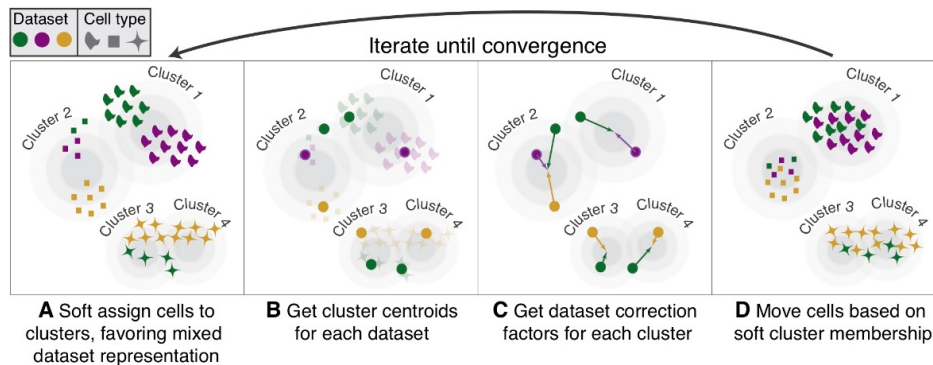 Dataset
Cell type
Iterate until convergence
Cluster 1
Cluster 2
Cluster 3
Cluster 4
Cluster 1
Cluster 2
Cluster 3
Cluster 4
Cluster 1
Cluster 2
Cluster 3
Cluster 4
Cluster 1
Cluster 2
Cluster 3
Cluster 4
A Soft assign cells to
clusters, favoring mixed
dataset representation
B Get cluster centroids
for each dataset
C Get dataset correction
factors for each cluster
D Move cells based on
soft cluster membership